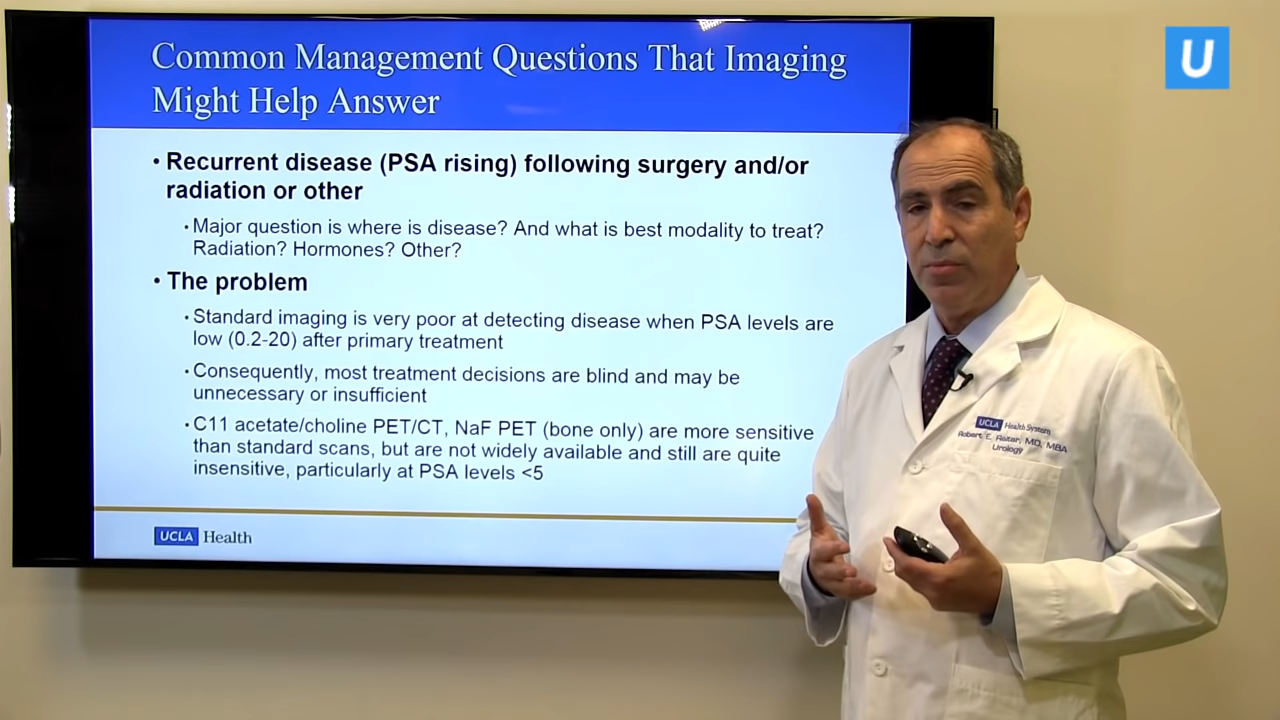 Common Management Questions That Imaging
Might Help Answer
• Recurrent disease (PSA rising) following surgery and/or
radiation or other
• Major question is where is disease? And what is best modality to treat?
Radiation? Hormones? Other?
• The problem
• Standard imaging is very poor at detecting disease when PSA levels are
low (0.2-20) after primary treatment
• Consequently, most treatment decisions are blind and may be
unnecessary or insufficient
• C11 acetate/choline PET/CT, NaF PET (bone only) are more sensitive
than standard scans, but are not widely available and still are quite
insensitive, particularly at PSA levels <5
UCLA Health
U
UCLA Health System
Robert E. Reiter, MD, MBA
Urology